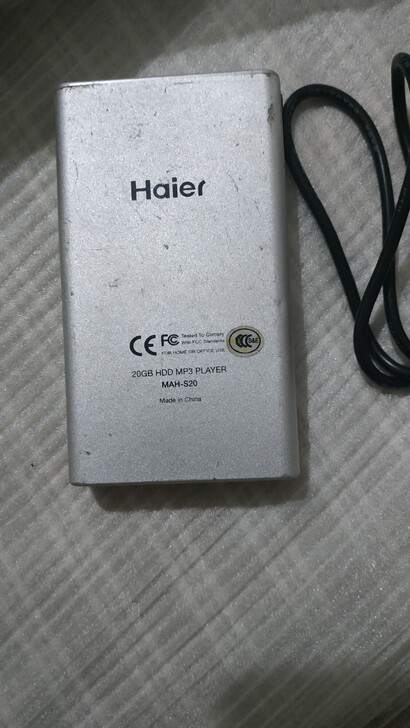 Haier
CE FC Tested To Comply
With FCC Standards
FOR HOME OR OFFICE USE
CCC S&E
20GB HDD MP3 PLAYER
MAH-S20
Made in China